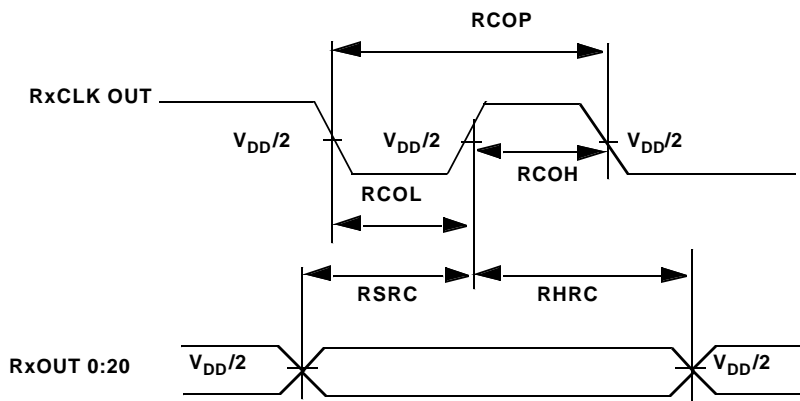 RCOP
RxCLK OUT
VDD/2 VDD/2 VDD/2
RCOH
RCOL
RSRC RHRC
RxOUT 0:20 VDD/2 VDD/2